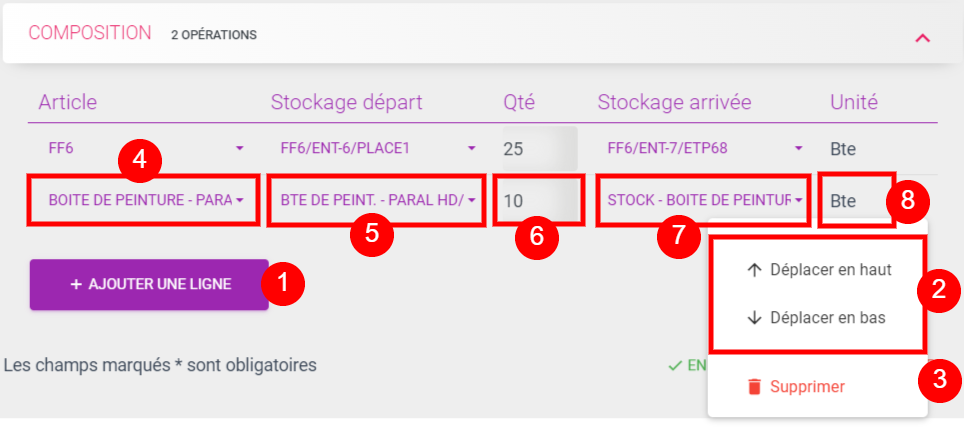 COMPOSITION 2 OPÉRATIONS
Article Stockage départ Qté Stockage arrivée Unité
FF6 FF6/ENT-6/PLACE1 25 FF6/ENT-7/ETP68 Bte
4
BOITE DE PEINTURE - PARA BTE DE PEINT. - PARAL HD/ 10 STOCK - BOITE DE PEINTUR Bte 8
5 6 7
+ AJOUTER UNE LIGNE 1
Déplacer en haut
2
Déplacer en bas
Les champs marqués * sont obligatoires EN
Supprimer 3